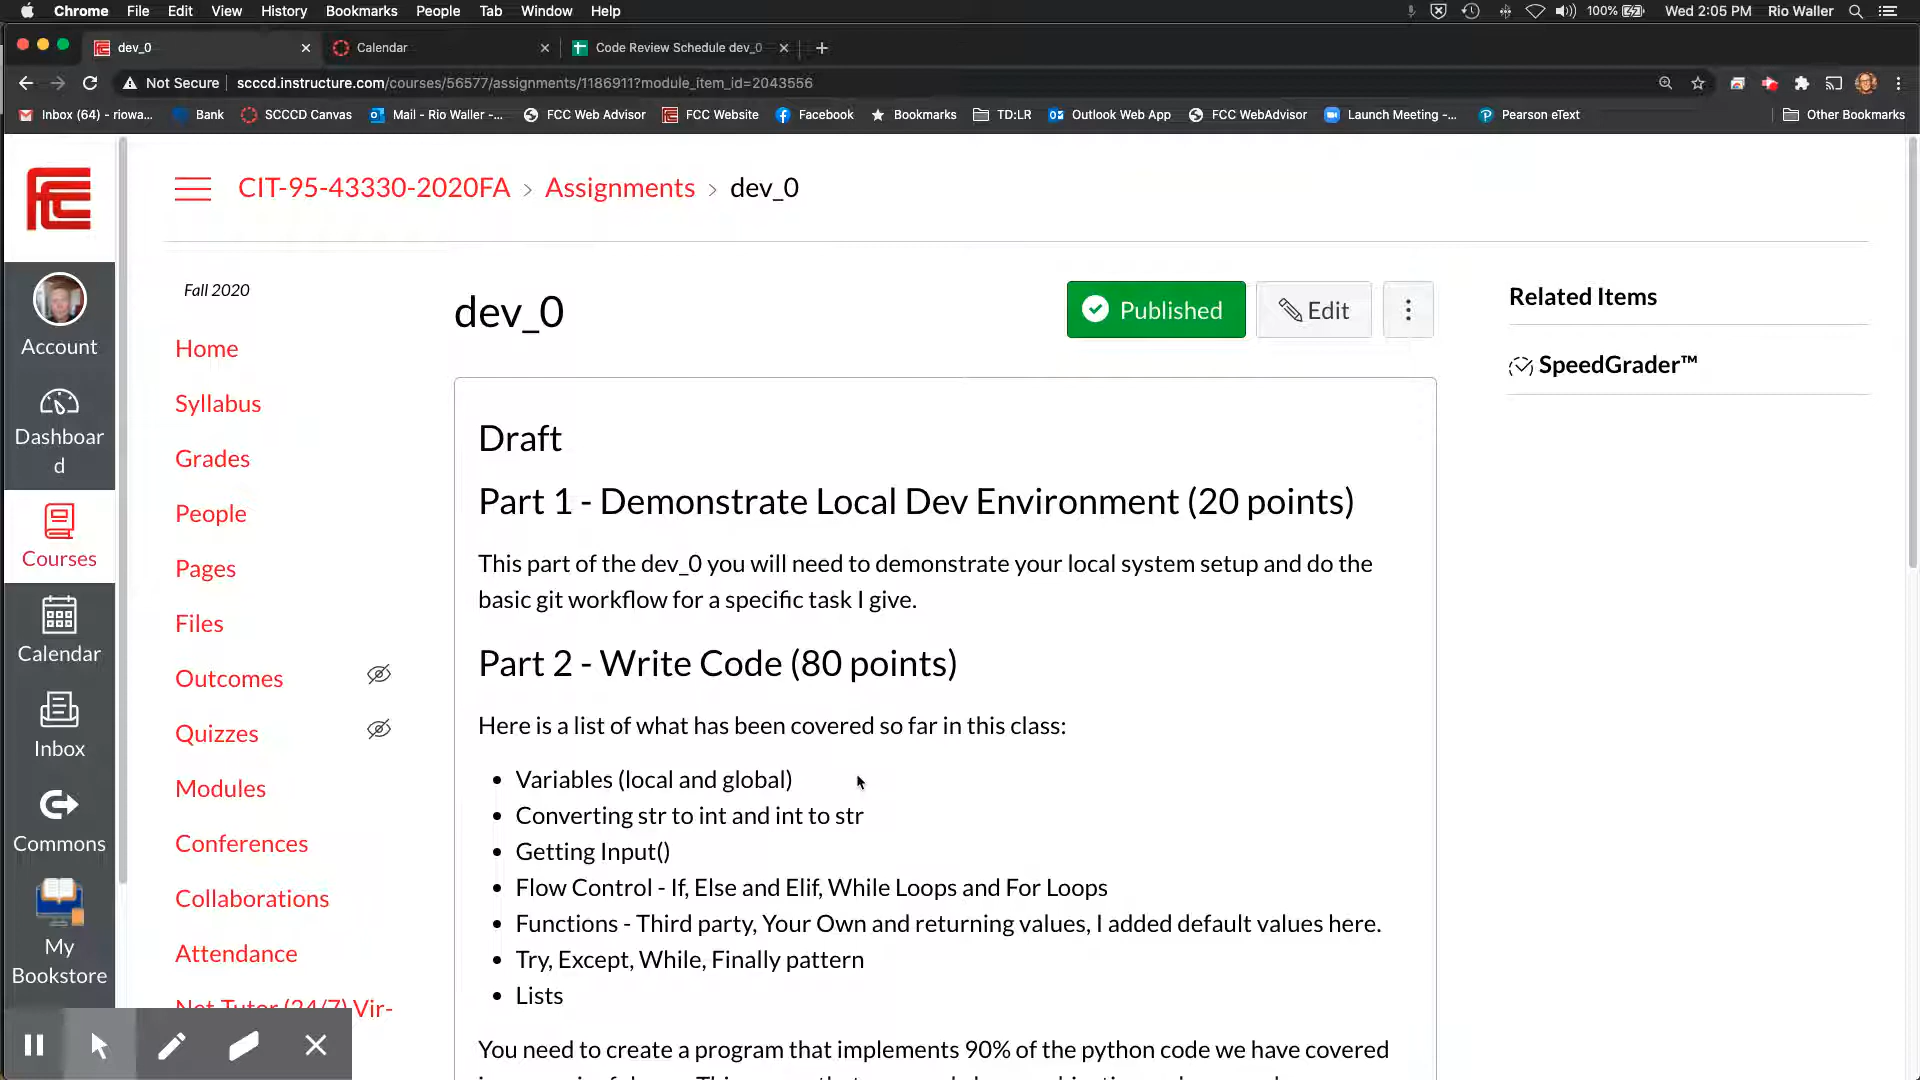 Chrome File Edit View History Bookmarks People Tab Window Help 100% Wed 2:05 PM Rio Waller
dev_0 Calendar Code Review Schedule dev_0
Not Secure scccd.instructure.com/courses/56577/assignments/1186911?module_item_id=2043556
Inbox (64) - riowa... Bank SCCCD Canvas Mail - Rio Waller -... FCC Web Advisor FCC Website Facebook Bookmarks TD:LR Outlook Web App FCC WebAdvisor Launch Meeting -... Pearson eText Other Bookmarks
CIT-95-43330-2020FA > Assignments > dev_0
Fall 2020
Home
Syllabus
Grades
People
Pages
Files
Outcomes
Quizzes
Modules
Conferences
Collaborations
Attendance
Net Tutor (24/7) Vir-
Account
Dashboar
d
Courses
Calendar
Inbox
Commons
My
Bookstore
dev_0
Published
Edit
Draft
Part 1 - Demonstrate Local Dev Environment (20 points)
This part of the dev_0 you will need to demonstrate your local system setup and do the
basic git workflow for a specific task I give.
Part 2 - Write Code (80 points)
Here is a list of what has been covered so far in this class:
• Variables (local and global)
• Converting str to int and int to str
• Getting Input()
• Flow Control - If, Else and Elif, While Loops and For Loops
• Functions - Third party, Your Own and returning values, I added default values here.
• Try, Except, While, Finally pattern
• Lists
You need to create a program that implements 90% of the python code we have covered
Related Items
SpeedGrader™